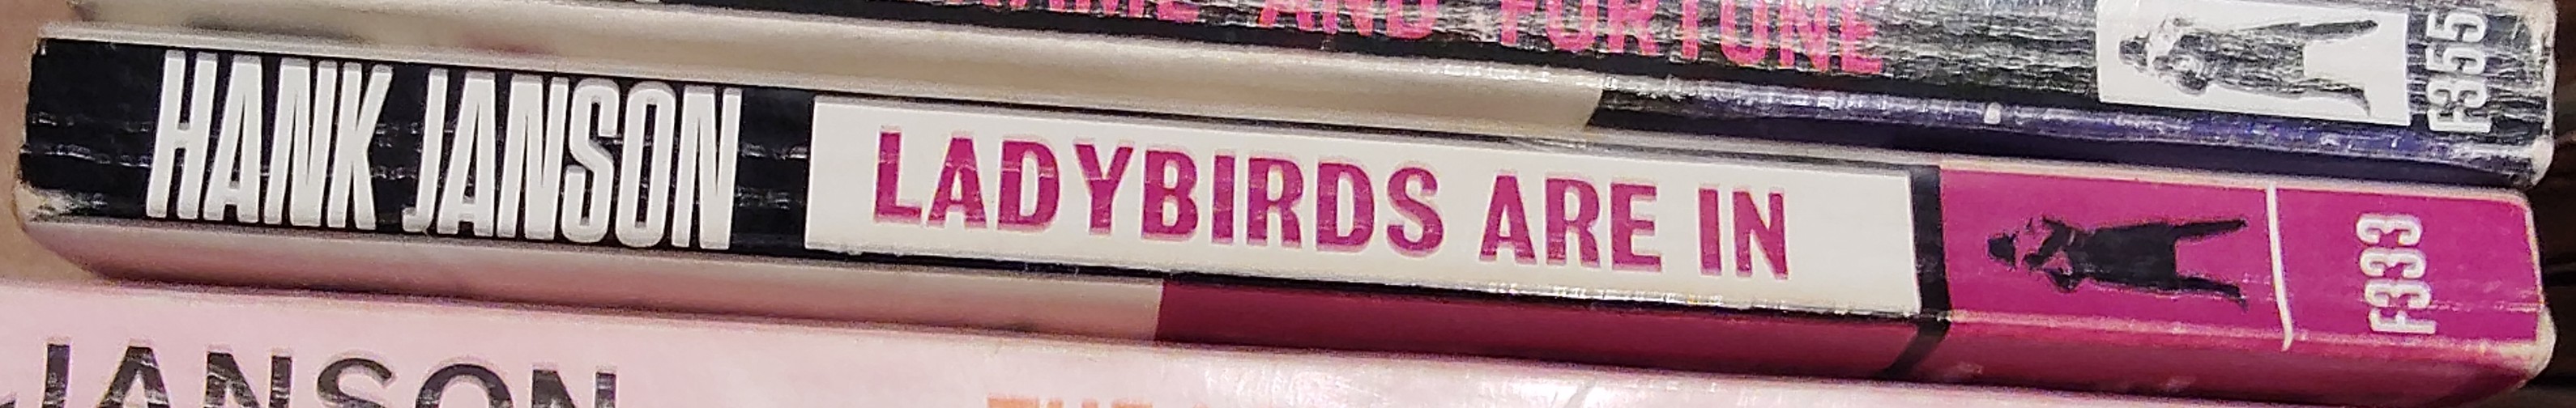 AND FORTUNE
F355
HANK JANSON
LADYBIRDS ARE IN
F333
JANSON